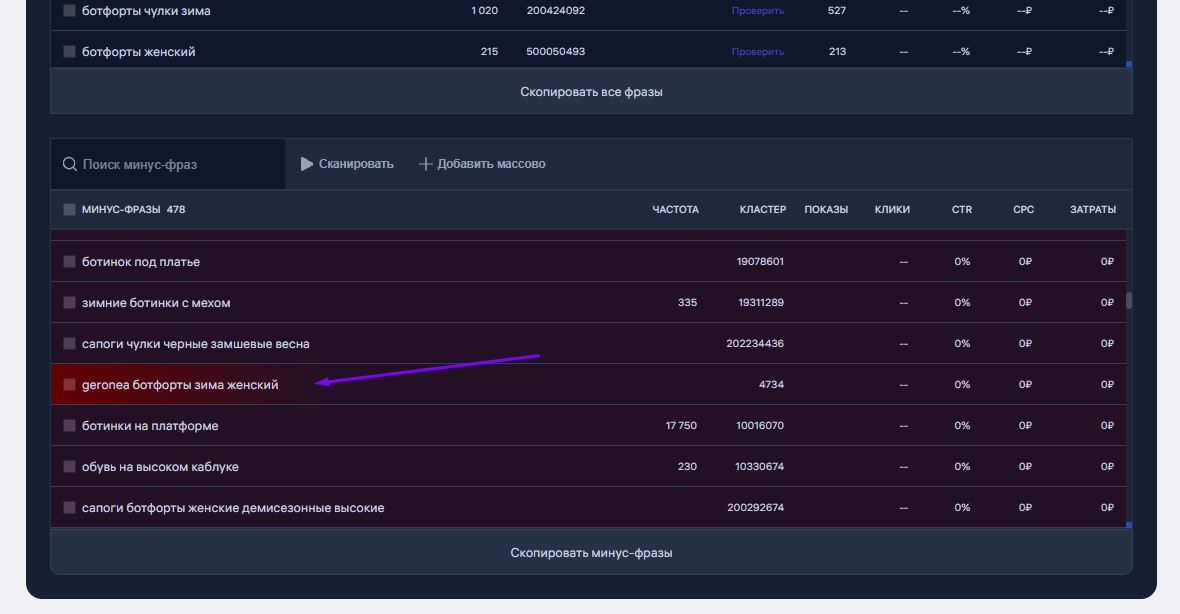 ботфорты чулки зима 1 020 200424092 Проверить 527 -- --% --₽ --₽
ботфорты женский 215 500050493 Проверить 213 -- --% --₽ --₽
Скопировать все фразы
Поиск минус-фраз Сканировать Добавить массово
МИНУС-ФРАЗЫ 478 ЧАСТОТА КЛАСТЕР ПОКАЗЫ КЛИКИ CTR CPC ЗАТРАТЫ
ботинок под платье 19078601 -- 0% 0₽ 0₽
зимние ботинки с мехом 335 19311289 -- 0% 0₽ 0₽
сапоги чулки черные замшевые весна 202234436 -- 0% 0₽ 0₽
geronea ботфорты зима женский 4734 -- 0% 0₽ 0₽
ботинки на платформе 17 750 10016070 -- 0% 0₽ 0₽
обувь на высоком каблуке 230 10330674 -- 0% 0₽ 0₽
сапоги ботфорты женские демисезонные высокие 200292674 -- 0% 0₽ 0₽
Скопировать минус-фразы